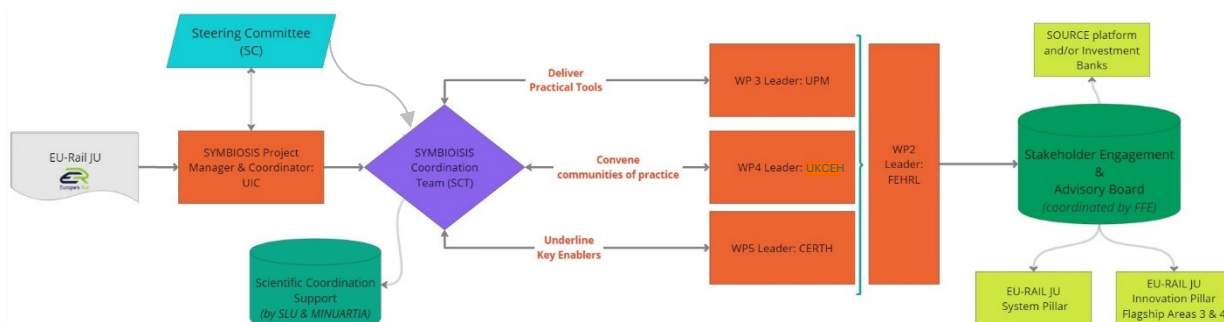 Steering Committee
(SC)
SOURCE platform
and/or Investment
Banks
Deliver
Practical Tools
WP 3 Leader: UPM
EU-Rail JU
Europe's Rail
SYMBIOSIS Project
Manager & Coordinator:
UIC
SYMBIOISIS
Coordination
Team (SCT)
Convene
communities of practice
WP4 Leader: UKCEH
WP2
Leader:
FEHRL
Stakeholder Engagement
&
Advisory Board
(coordinated by FFE)
Underline
Key Enablers
WP5 Leader: CERTH
Scientific Coordination
Support
(by SLU & MINUARTIA)
EU-RAIL JU
System Pillar
EU-RAIL JU
Innovation Pillar
Flagship Areas 3 & 4